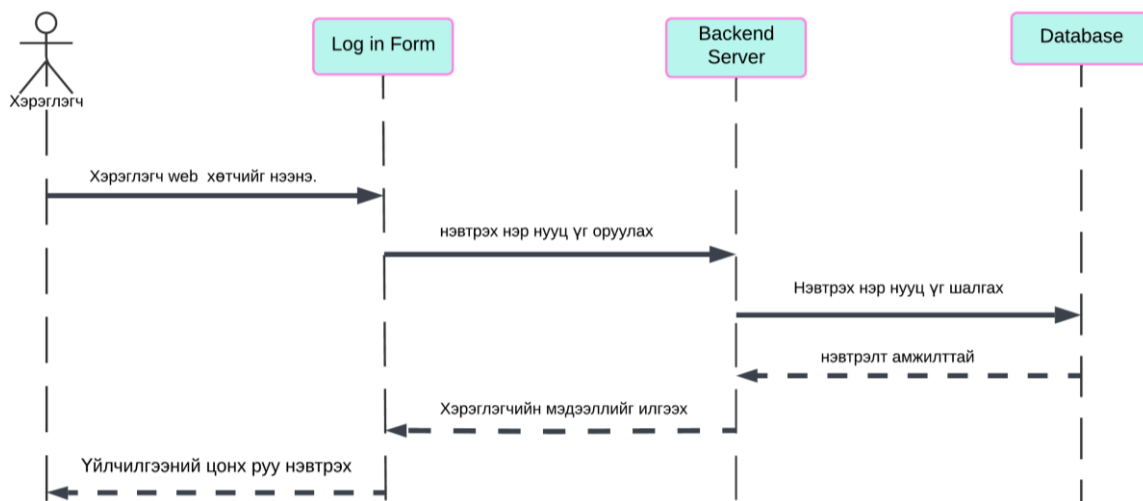 Log in Form
Backend
Server
Database
Хэрэглэгч
Хэрэглэгч web хөтчийг нээнэ.
нэвтрэх нэр нууц үг оруулах
Нэвтрэх нэр нууц үг шалгах
нэвтрэлт амжилттай
Хэрэглэгчийн мэдээллийг илгээх
Үйлчилгээний цонх руу нэвтрэх